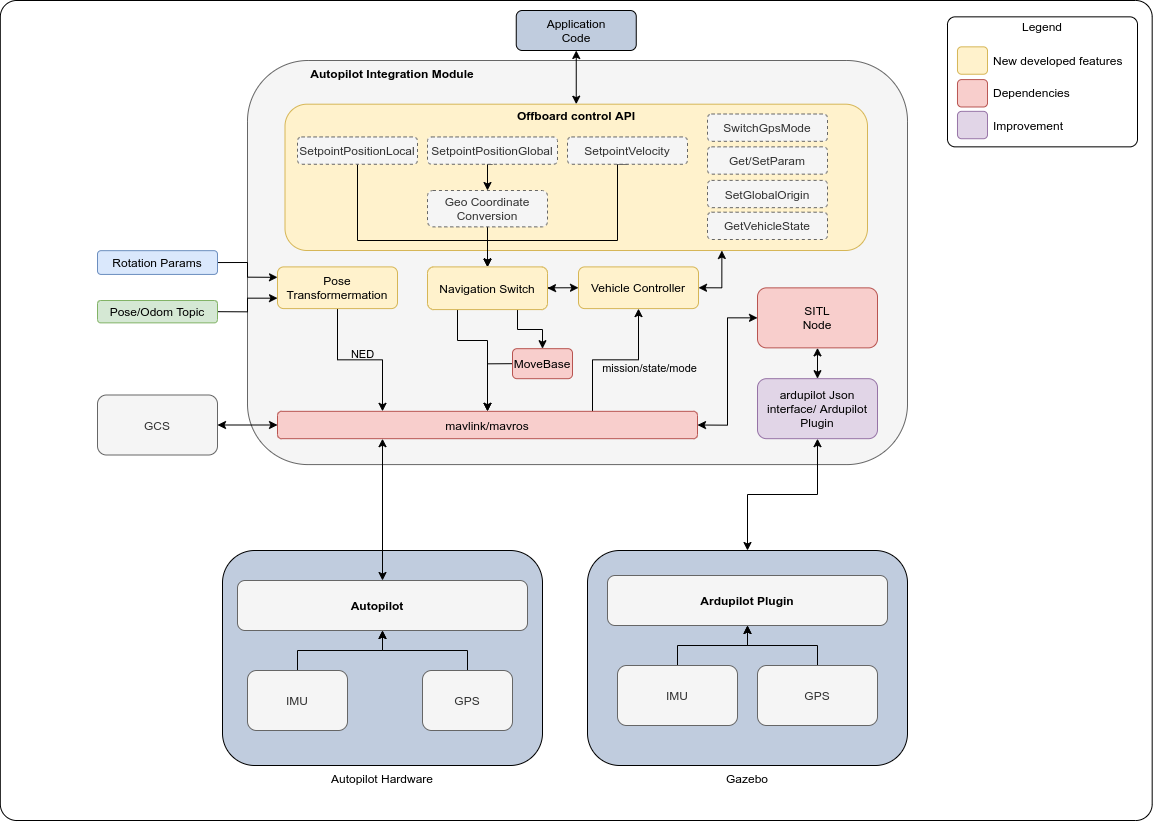 Application
Code
Legend
New developed features
Dependencies
Improvement
Autopilot Integration Module
Offboard control API
SetpointPositionLocal
SetpointPositionGlobal
SetpointVelocity
SwitchGpsMode
Get/SetParam
SetGlobalOrigin
GetVehicleState
Geo Coordinate
Conversion
Rotation Params
Pose/Odom Topic
Pose
Transformermation
Navigation Switch
Vehicle Controller
SITL
Node
NED
MoveBase
mission/state/mode
ardupilot Json
interface/ Ardupilot
Plugin
GCS
mavlink/mavros
Autopilot
IMU
GPS
Autopilot Hardware
Ardupilot Plugin
IMU
GPS
Gazebo